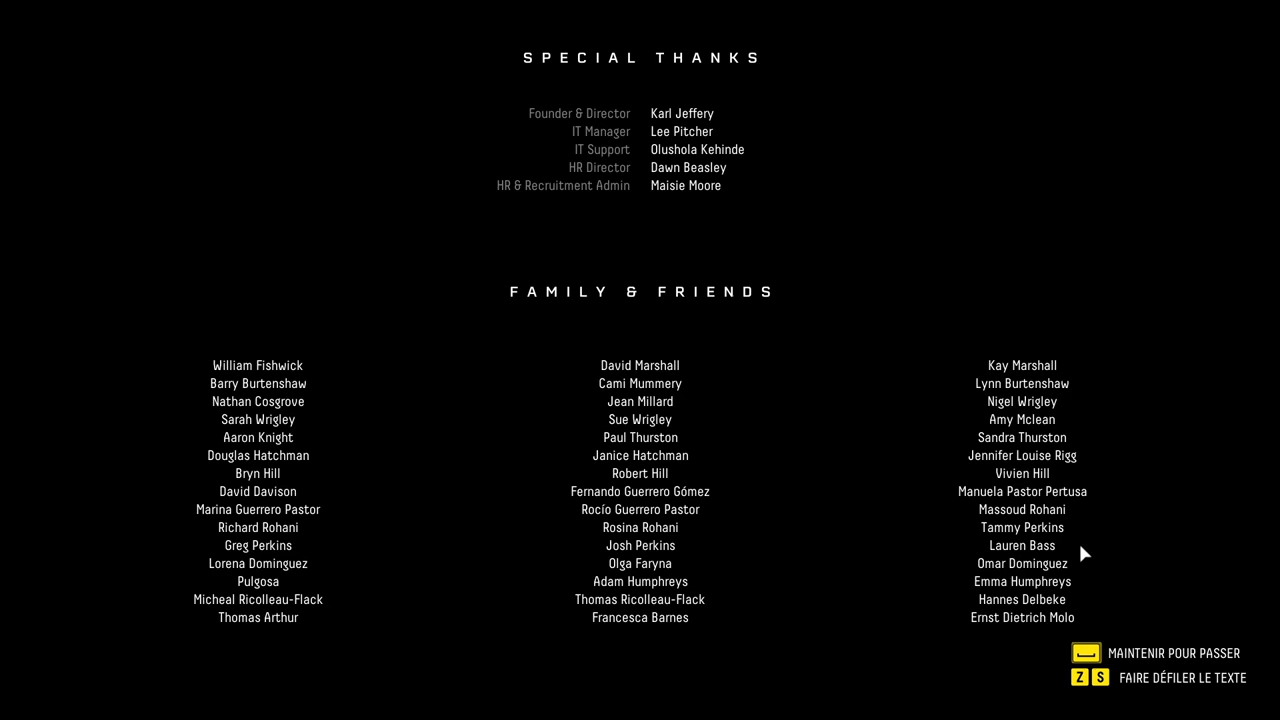 SPECIAL THANKS
Founder & Director Karl Jeffery
IT Manager Lee Pitcher
IT Support Olushola Kehinde
HR Director Dawn Beasley
HR & Recruitment Admin Maisie Moore
FAMILY & FRIENDS
William Fishwick David Marshall Kay Marshall
Barry Burtenshaw Cami Mummery Lynn Burtenshaw
Nathan Cosgrove Jean Millard Nigel Wrigley
Sarah Wrigley Sue Wrigley Amy Mclean
Aaron Knight Paul Thurston Sandra Thurston
Douglas Hatchman Janice Hatchman Jennifer Louise Rigg
Bryn Hill Robert Hill Vivien Hill
David Davison Fernando Guerrero Gómez Manuela Pastor Pertusa
Marina Guerrero Pastor Rocío Guerrero Pastor Massoud Rohani
Richard Rohani Rosina Rohani Tammy Perkins
Greg Perkins Josh Perkins Lauren Bass
Lorena Dominguez Olga Faryna Omar Dominguez
Pulgosa Adam Humphreys Emma Humphreys
Micheal Ricolleau-Flack Thomas Ricolleau-Flack Hannes Delbeke
Thomas Arthur Francesca Barnes Ernst Dietrich Molo
MAINTENIR POUR PASSER
Z S FAIRE DÉFILER LE TEXTE